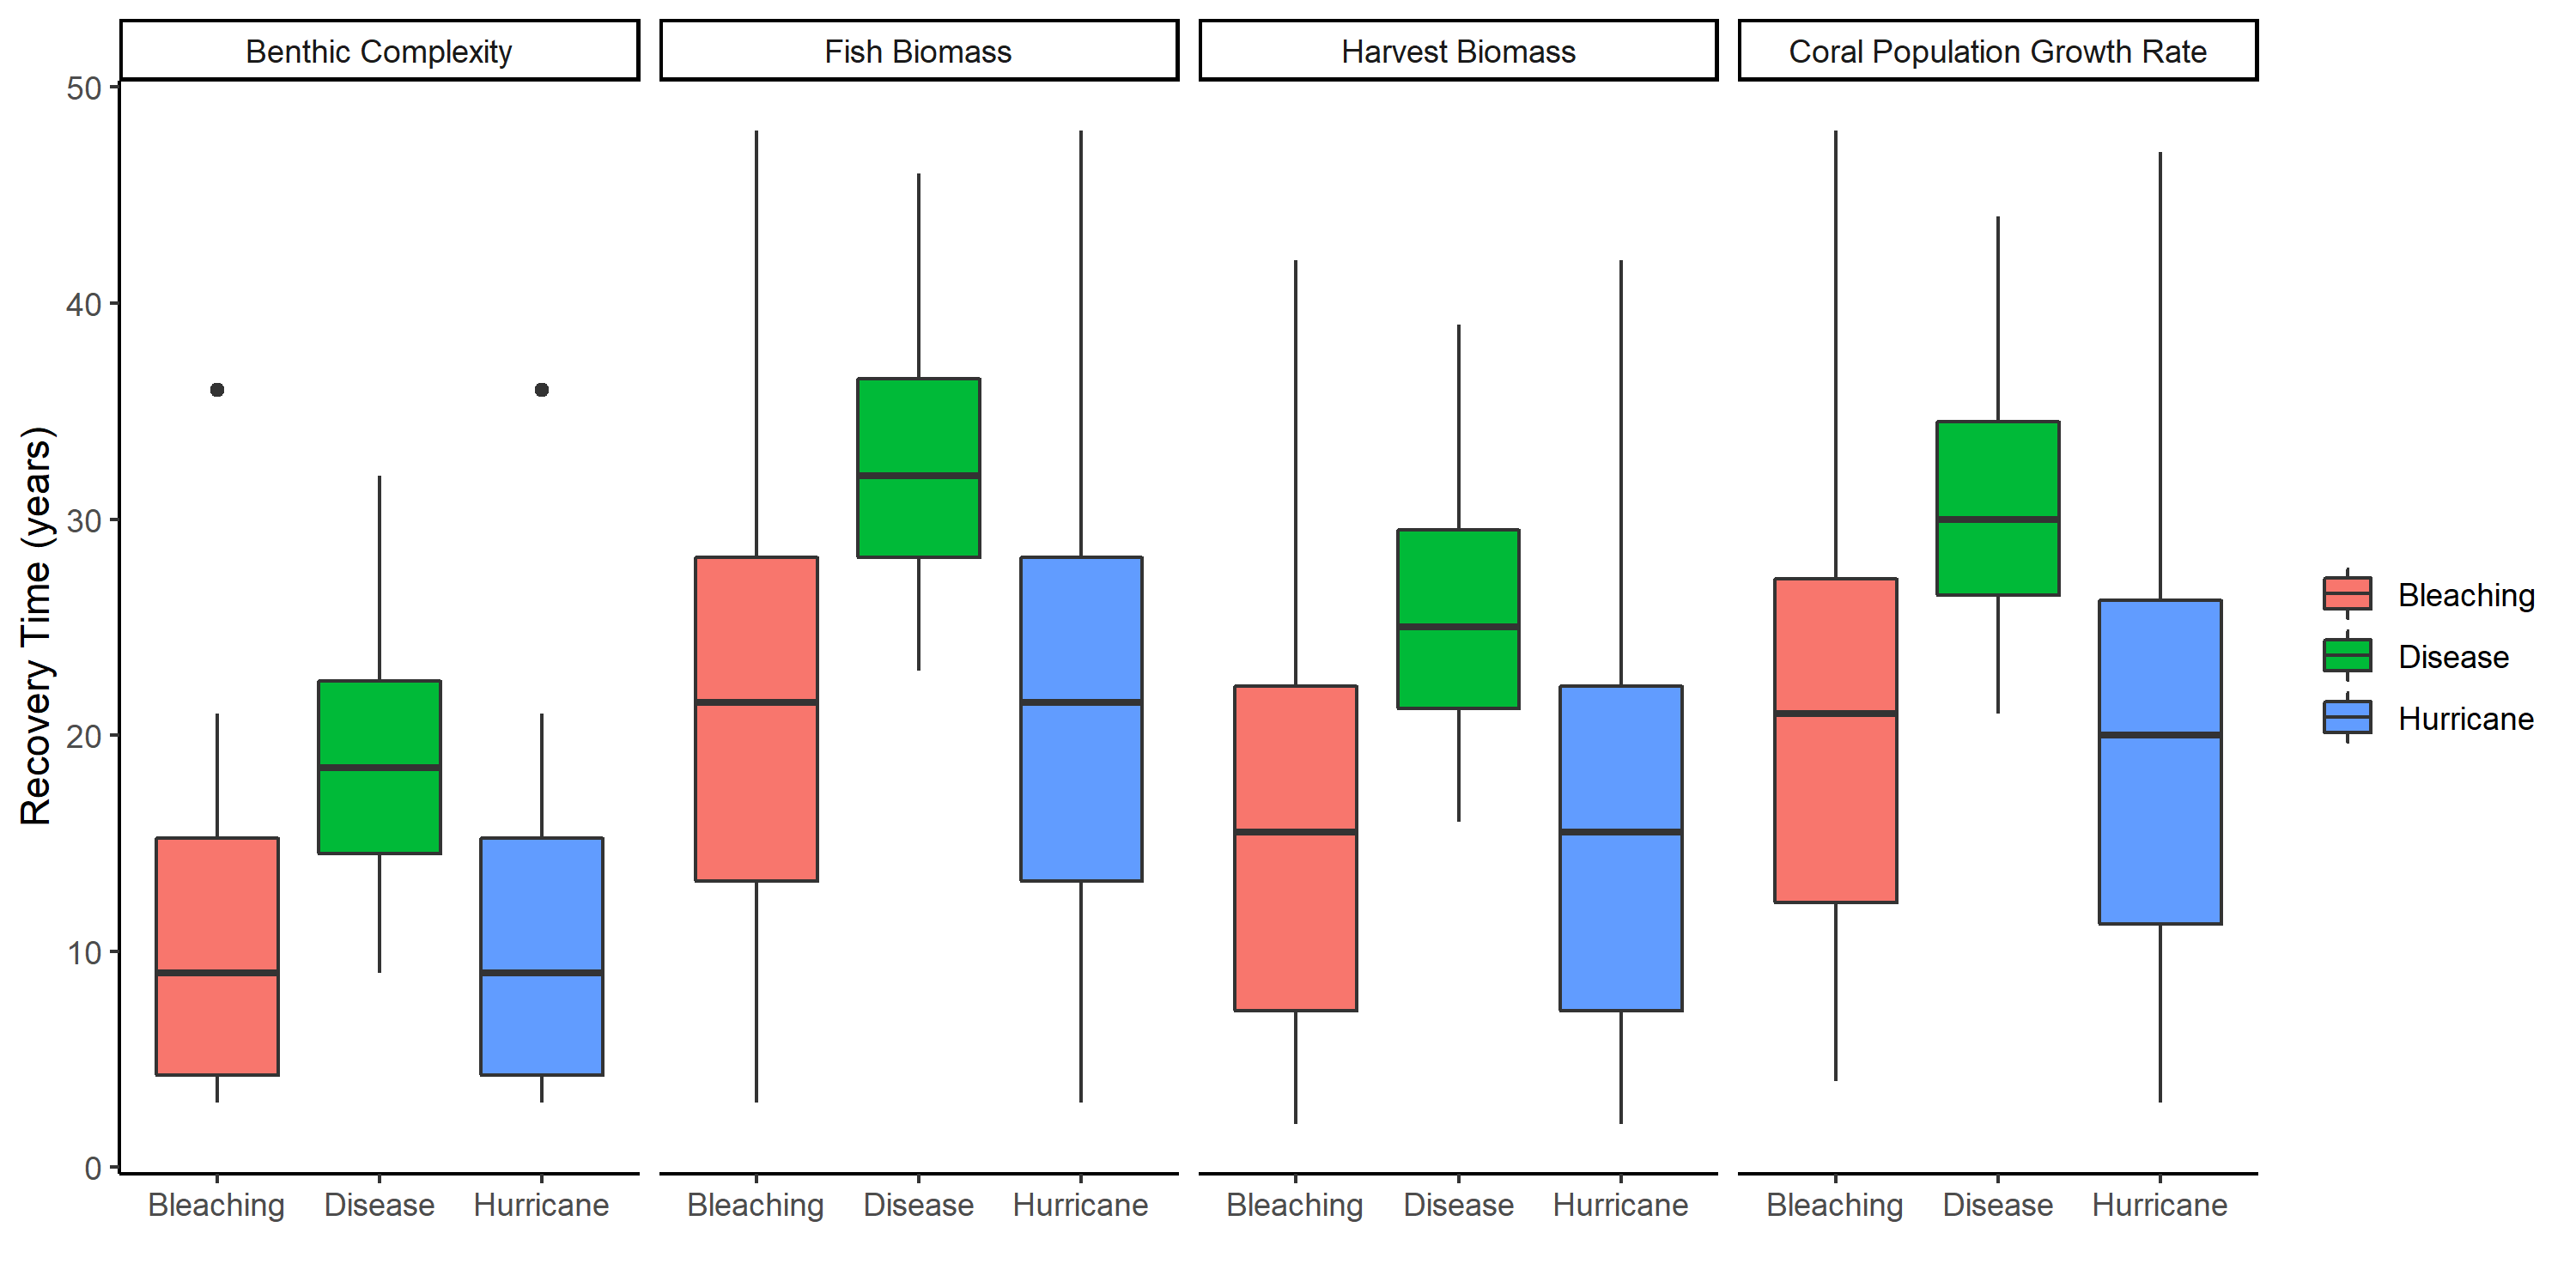 Benthic Complexity Fish Biomass Harvest Biomass Coral Population Growth Rate
50
40
30
20
10
0
Recovery Time (years)
Bleaching Disease Hurricane Bleaching Disease Hurricane Bleaching Disease Hurricane Bleaching Disease Hurricane
Bleaching
Disease
Hurricane